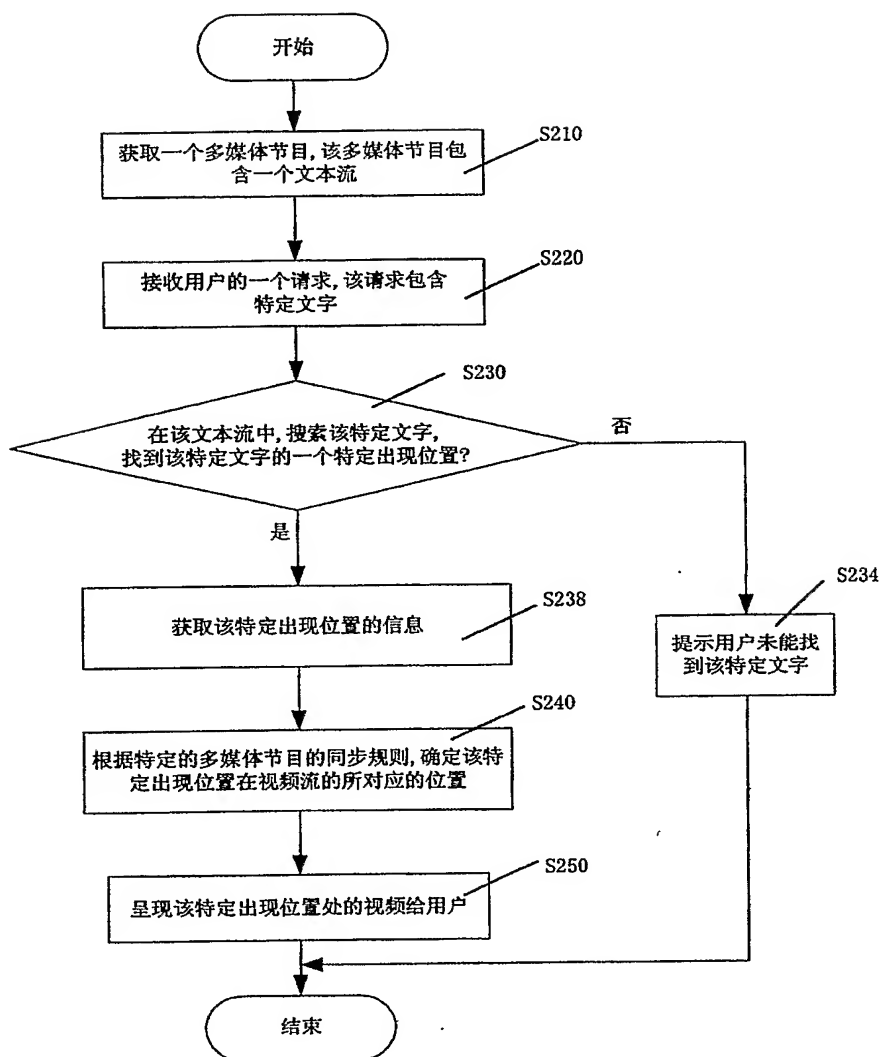 开始
S210
获取一个多媒体节目,该多媒体节目包
含一个文本流
S220
接收用户的一个请求,该请求包含
特定文字
S230
在该文本流中,搜索该特定文字,
找到该特定文字的一个特定出现位置?
否
是
S238
获取该特定出现位置的信息
S234
提示用户未能找
到该特定文字
S240
根据特定的多媒体节目的同步规则,确定该特
定出现位置在视频流的所对应的位置
S250
呈现该特定出现位置处的视频给用户
结束